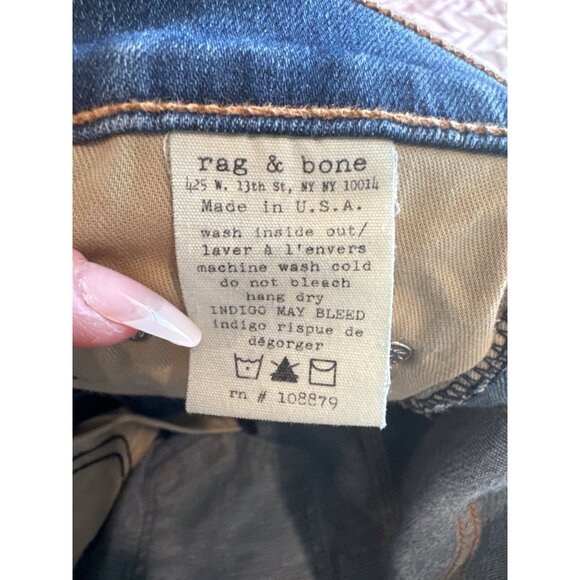 rag & bone
425 W. 13th St, NY NY 10014
Made in U.S.A.
wash inside out/
laver à l'envers
machine wash cold
do not bleach
hang dry
INDIGO MAY BLEED
indigo rispue de
dégorger
rn # 108879